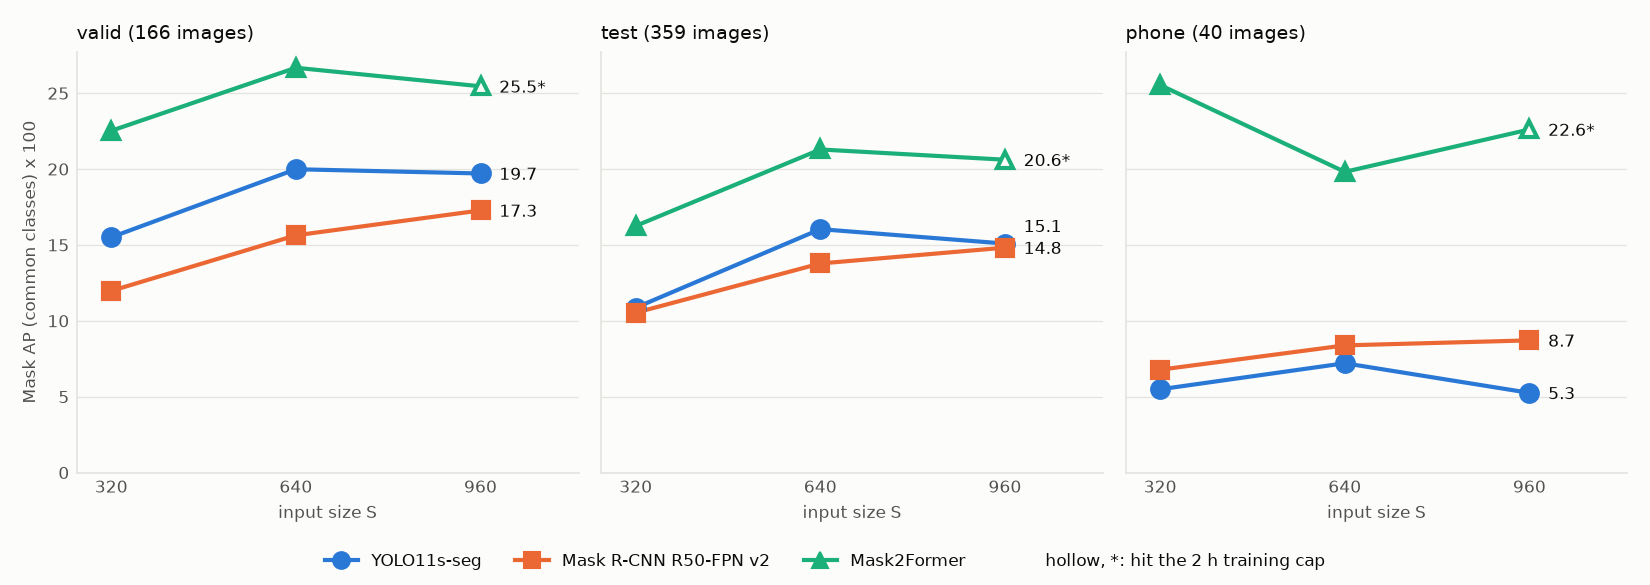 valid (166 images)
test (359 images)
phone (40 images)
Mask AP (common classes) x 100
25
20
15
10
5
0
25.5*
19.7
17.3
20.6*
15.1
14.8
22.6*
8.7
5.3
320 640 960
320 640 960
320 640 960
input size S
input size S
input size S
YOLO11s-seg
Mask R-CNN R50-FPN v2
Mask2Former
hollow, *: hit the 2 h training cap